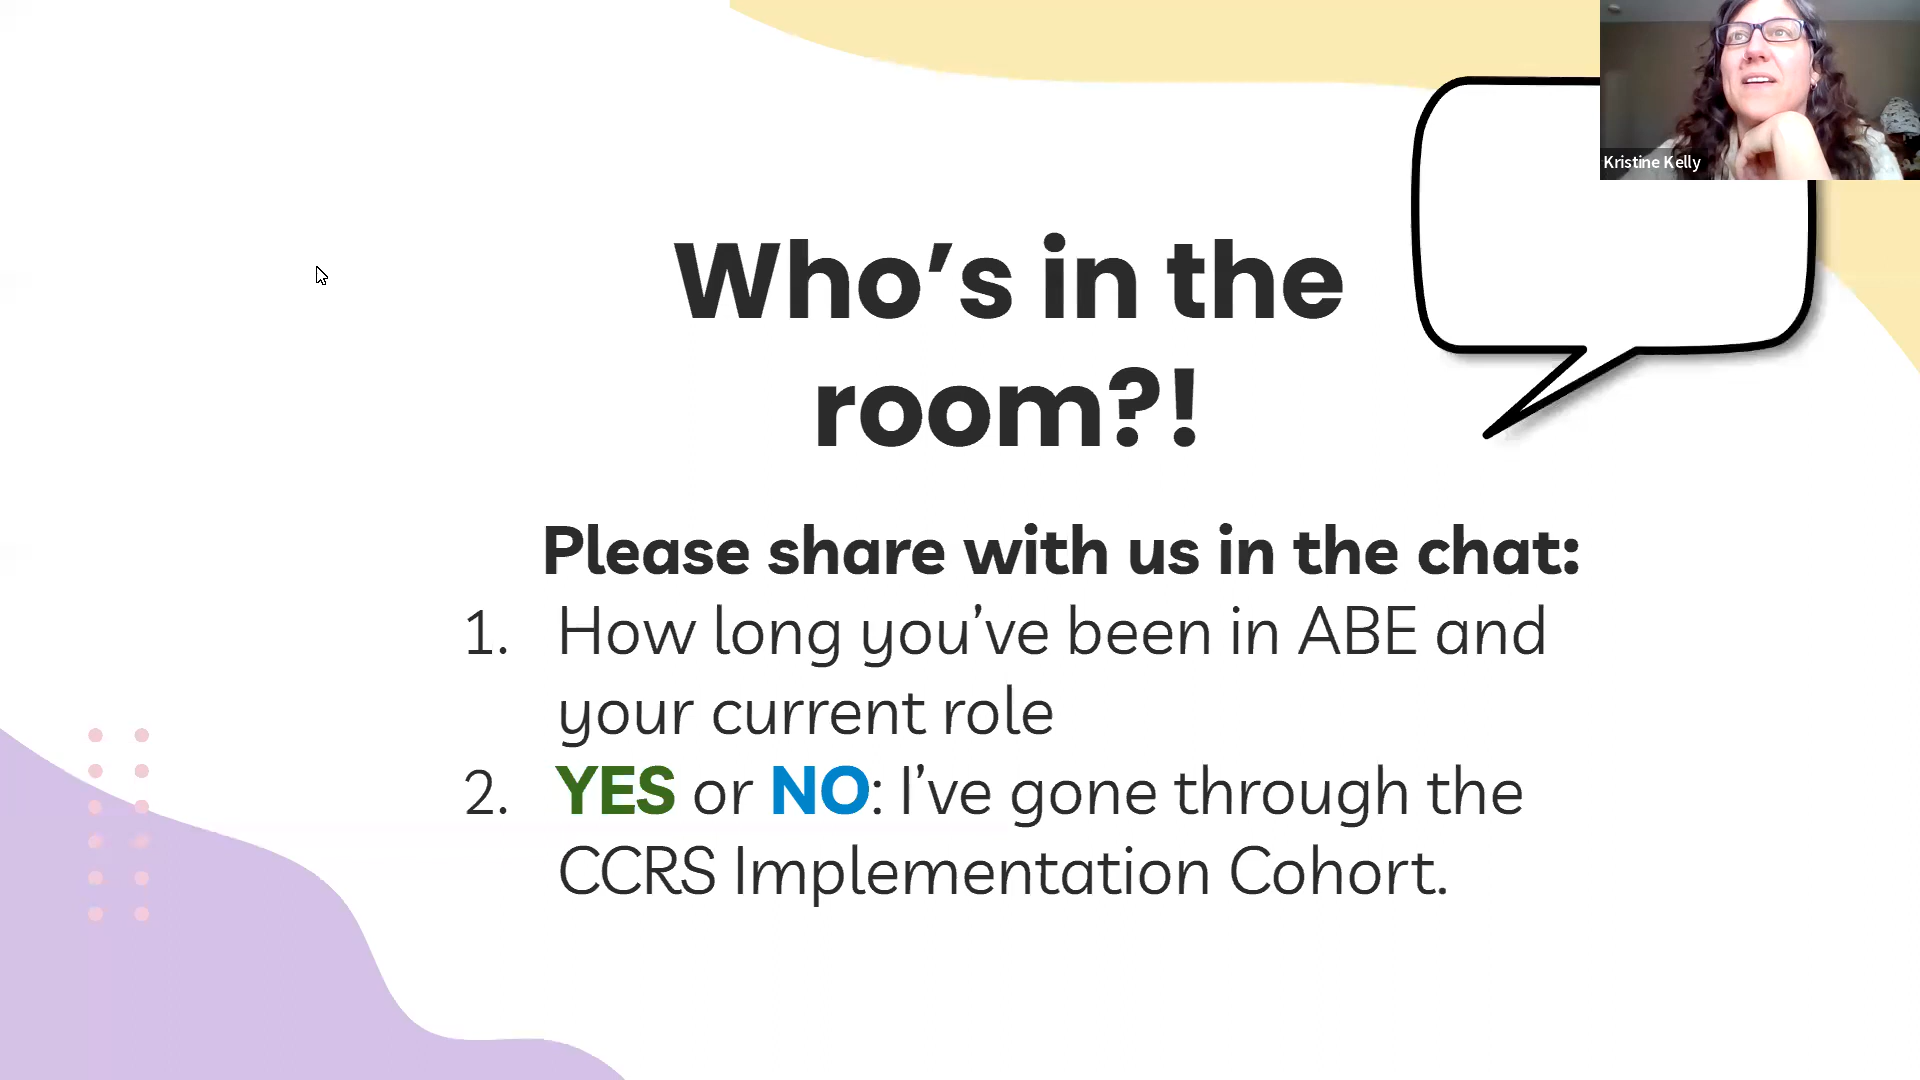 Kristine Kelly
Who’s in the
room?!
Please share with us in the chat:
1. How long you’ve been in ABE and
your current role
2. YES or NO: I’ve gone through the
CCRS Implementation Cohort.